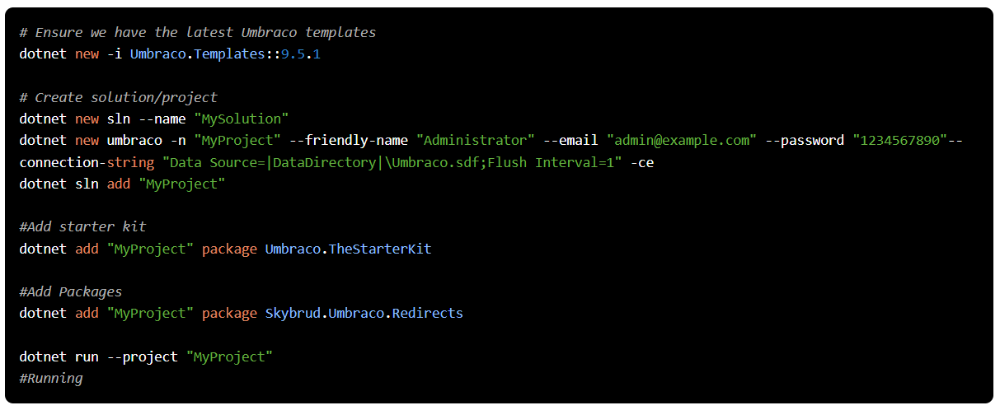 # Ensure we have the latest Umbraco templates
dotnet new -i Umbraco.Templates::9.5.1
# Create solution/project
dotnet new sln --name "MySolution"
dotnet new umbraco -n "MyProject" --friendly-name "Administrator" --email "admin@example.com" --password "1234567890"--
connection-string "Data Source=|DataDirectory|\Umbraco.sdf;Flush Interval=1" -ce
dotnet sln add "MyProject"
#Add starter kit
dotnet add "MyProject" package Umbraco.TheStarterKit
#Add Packages
dotnet add "MyProject" package Skybrud.Umbraco.Redirects
dotnet run --project "MyProject"
#Running